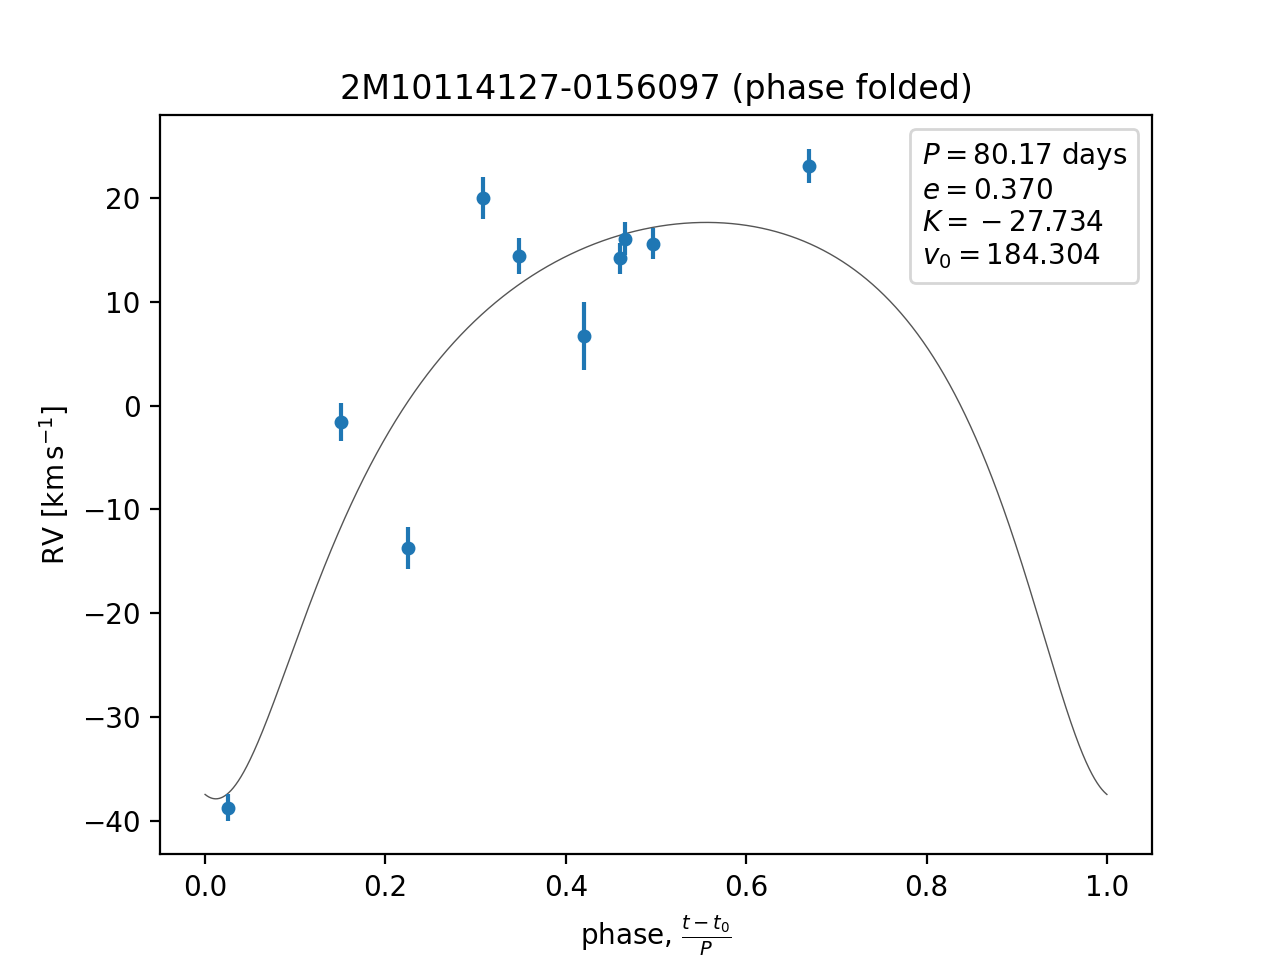 2M10114127-0156097 (phase folded)
P = 80.17 days
e = 0.370
K = −27.734
v₀ = 184.304
20
10
0
−10
−20
−30
−40
RV [km s⁻¹]
0.0 0.2 0.4 0.6 0.8 1.0
phase, (t − t₀)/P